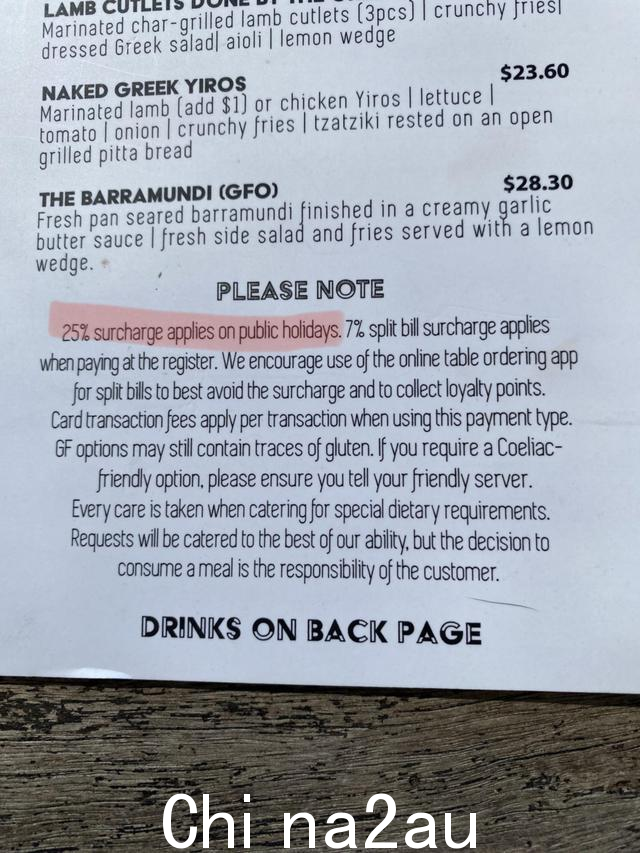 LAMB CUTLETS DONE BY THE
Marinated char-grilled lamb cutlets (3pcs) | crunchy fries|
dressed Greek salad| aioli | lemon wedge
NAKED GREEK YIROS
$23.60
Marinated lamb (add $1) or chicken Yiros | lettuce |
tomato | onion | crunchy fries | tzatziki rested on an open
grilled pitta bread
THE BARRAMUNDI (GFO)
$28.30
Fresh pan seared barramundi finished in a creamy garlic
butter sauce | fresh side salad and fries served with a lemon
wedge.
PLEASE NOTE
25% surcharge applies on public holidays. 7% split bill surcharge applies
when paying at the register. We encourage use of the online table ordering app
for split bills to best avoid the surcharge and to collect loyalty points.
Card transaction fees apply per transaction when using this payment type.
GF options may still contain traces of gluten. If you require a Coeliac-
friendly option, please ensure you tell your friendly server.
Every care is taken when catering for special dietary requirements.
Requests will be catered to the best of our ability, but the decision to
consume a meal is the responsibility of the customer.
DRINKS ON BACK PAGE
China2au